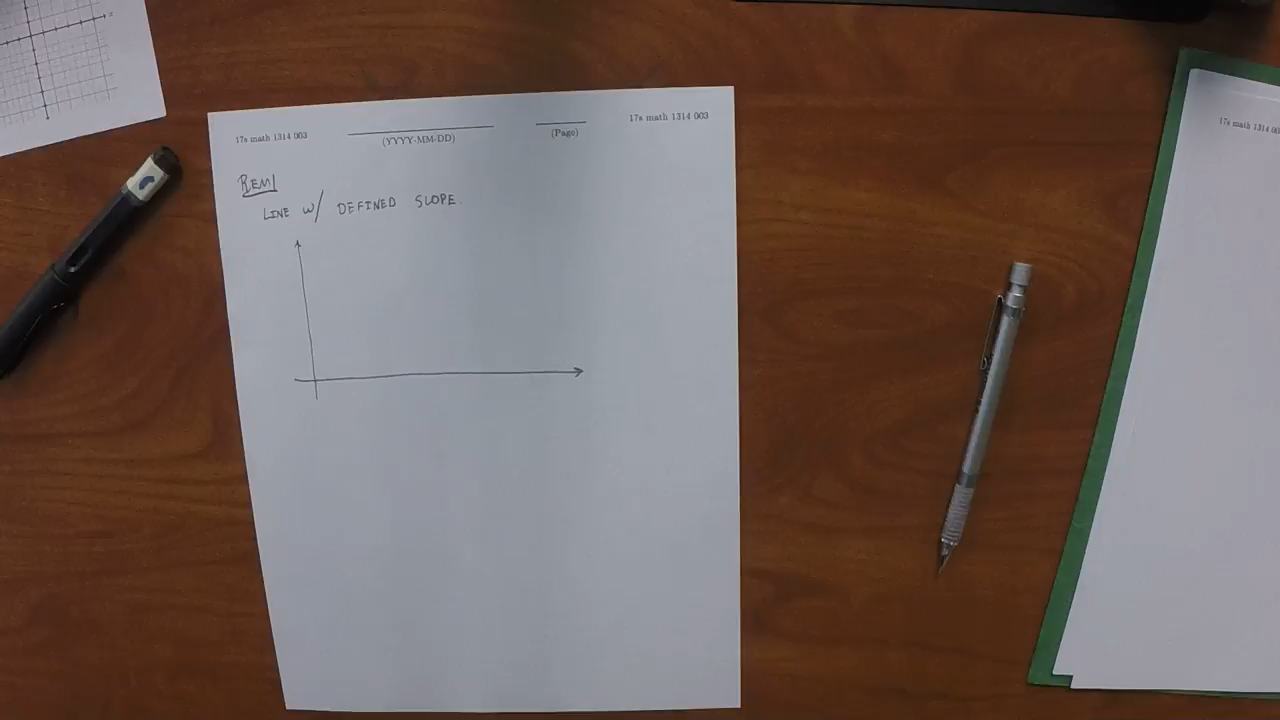 17s math 1314 003
(YYYY-MM-DD)
(Page)
17s math 1314 003
REM|
LINE W/ DEFINED SLOPE.
17s math 1314